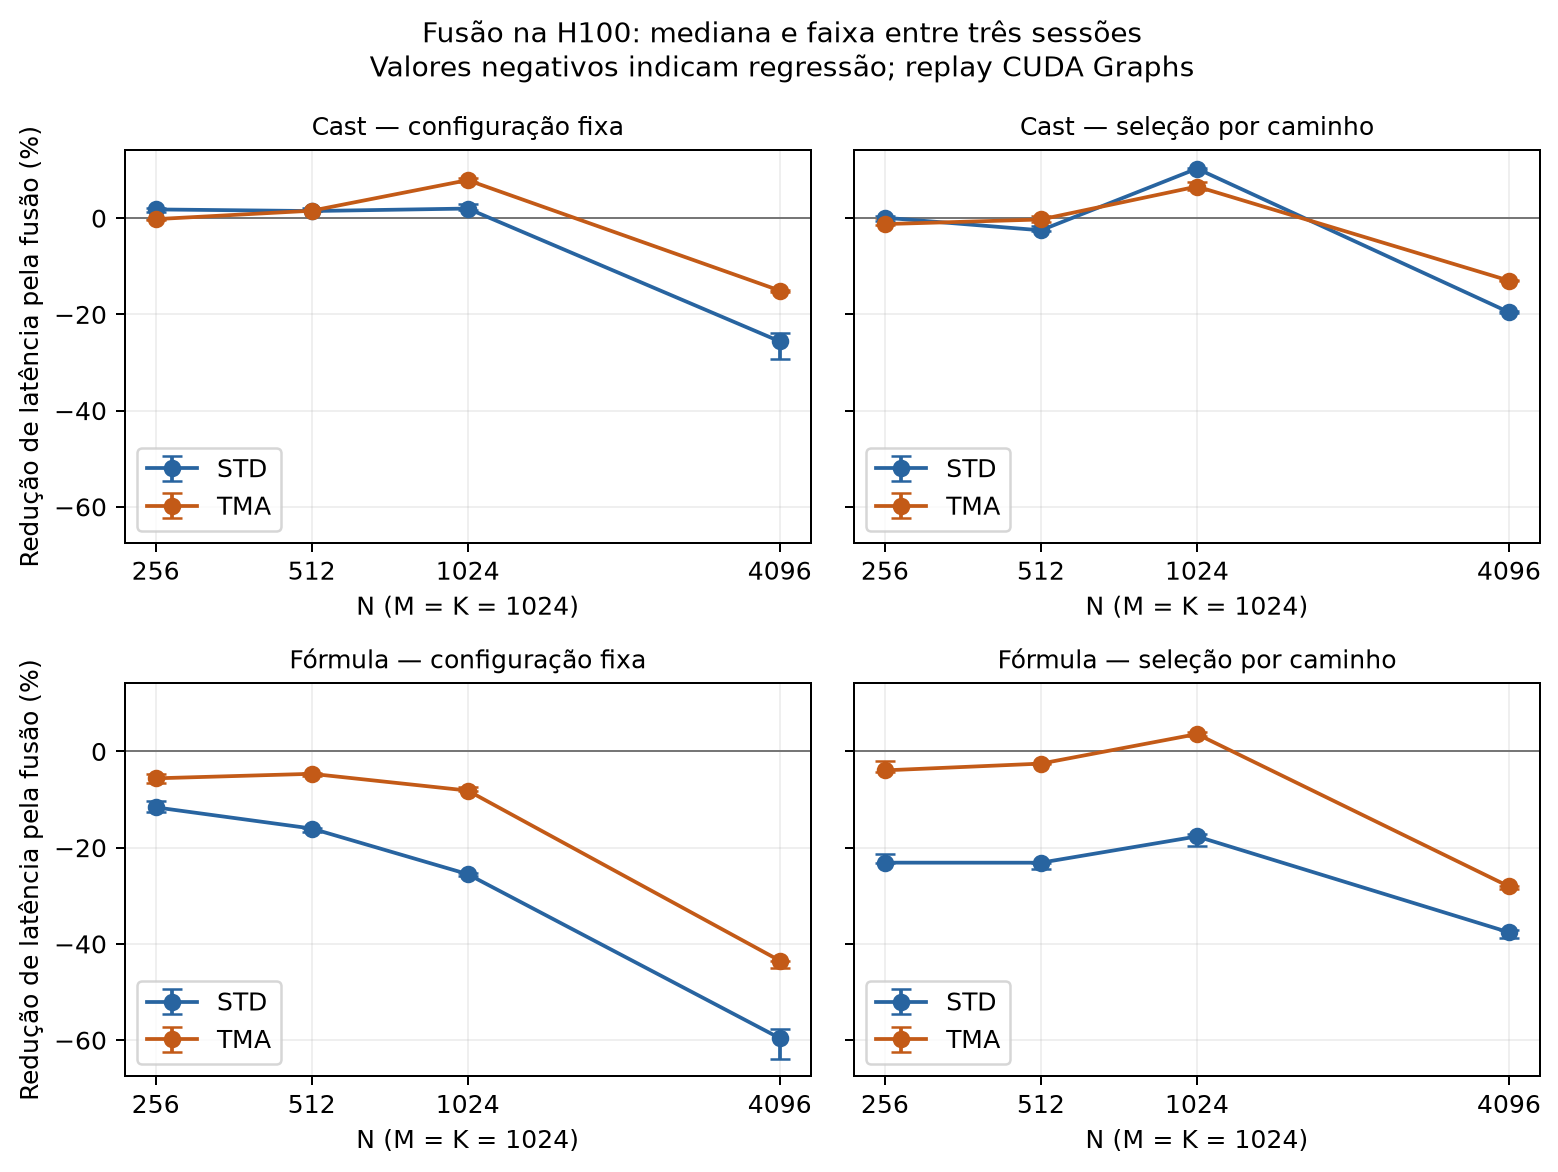 Fusão na H100: mediana e faixa entre três sessões
Valores negativos indicam regressão; replay CUDA Graphs
Cast — configuração fixa
Redução de latência pela fusão (%)
0
−20
−40
−60
STD
TMA
256
512
1024
4096
N (M = K = 1024)
Cast — seleção por caminho
STD
TMA
256
512
1024
4096
N (M = K = 1024)
Fórmula — configuração fixa
Redução de latência pela fusão (%)
0
−20
−40
−60
STD
TMA
256
512
1024
4096
N (M = K = 1024)
Fórmula — seleção por caminho
STD
TMA
256
512
1024
4096
N (M = K = 1024)